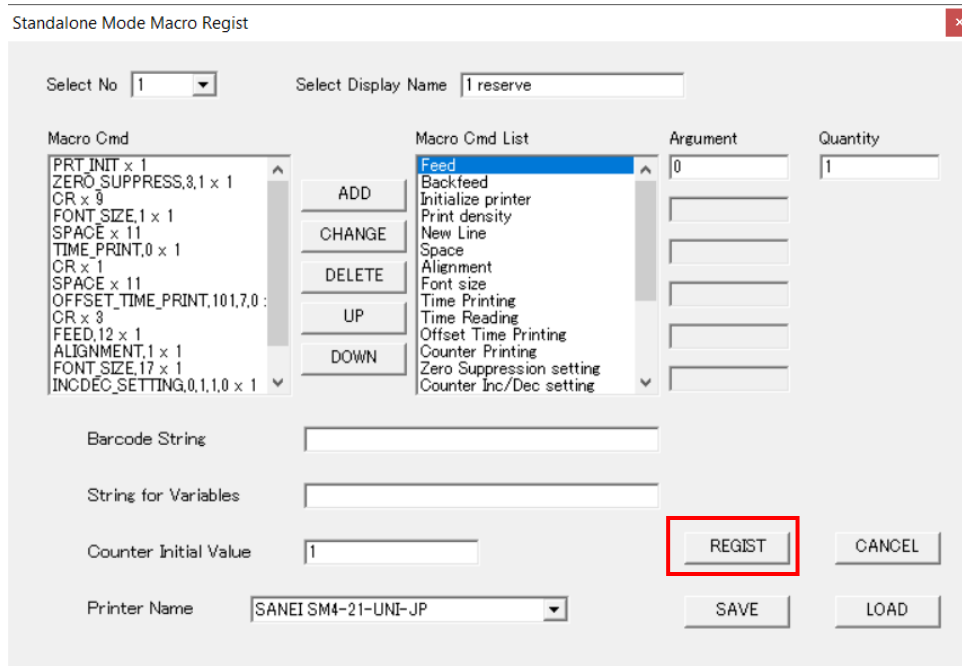 Standalone Mode Macro Regist
Select No 1
Select Display Name 1 reserve
Macro Cmd
PRT_INIT x 1
ZERO_SUPPRESS,3,1 x 1
CR x 9
FONT_SIZE,1 x 1
SPACE x 11
TIME_PRINT,0 x 1
CR x 1
SPACE x 11
OFFSET_TIME_PRINT,101,7,0 :
CR x 3
FEED,12 x 1
ALIGNMENT,1 x 1
FONT_SIZE,17 x 1
INCDEC_SETTING,0,1,1,0 x 1
ADD
CHANGE
DELETE
UP
DOWN
Macro Cmd List
Feed
Backfeed
Initialize printer
Print density
New Line
Space
Alignment
Font size
Time Printing
Time Reading
Offset Time Printing
Counter Printing
Zero Suppression setting
Counter Inc/Dec setting
Argument
0
Quantity
1
Barcode String
String for Variables
Counter Initial Value 1
REGIST
CANCEL
Printer Name SANEI SM4-21-UNI-JP
SAVE
LOAD